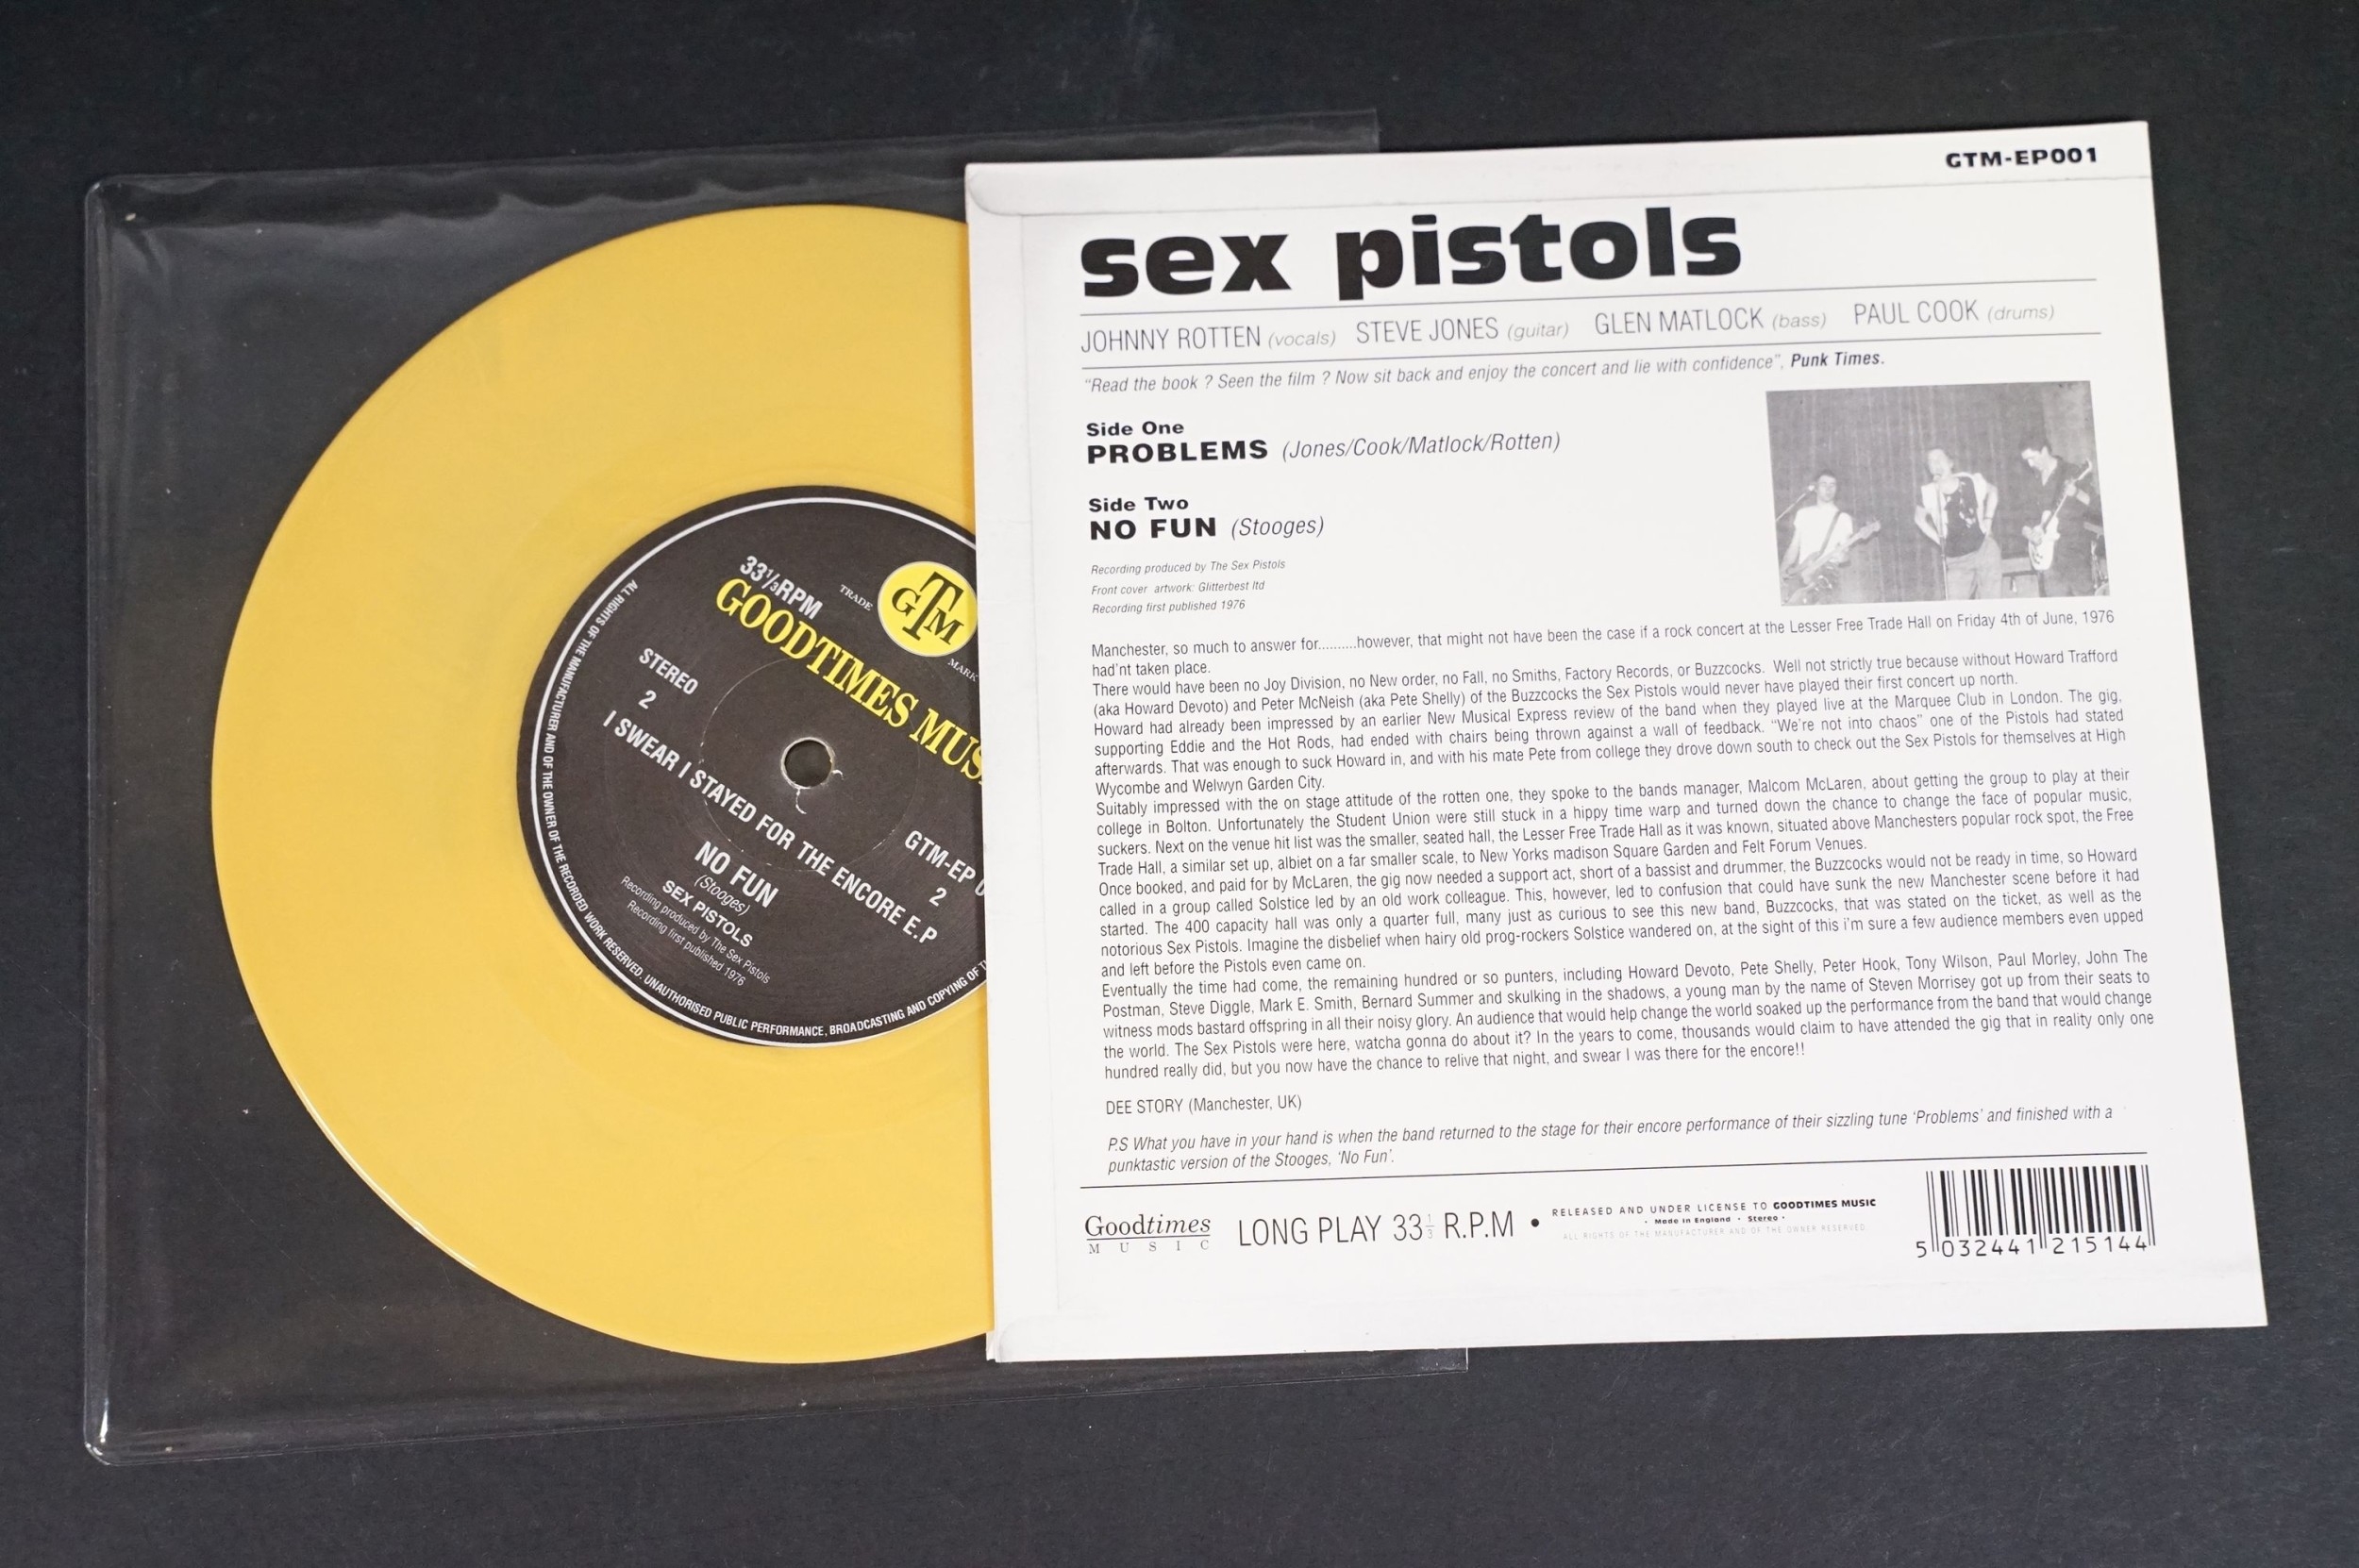 GTM-EP001
sex pistols
JOHNNY ROTTEN (vocals) STEVE JONES (guitar) GLEN MATLOCK (bass) PAUL COOK (drums)
"Read the book ? Seen the film ? Now sit back and enjoy the concert and lie with confidence", Punk Times.
Side One
PROBLEMS (Jones/Cook/Matlock/Rotten)
Side Two
NO FUN (Stooges)
Recording produced by The Sex Pistols
Front cover artwork: Glitterbest ltd
Recording first published 1976
Manchester, so much to answer for..........however, that might not have been the case if a rock concert at the Lesser Free Trade Hall on Friday 4th of June, 1976
had'nt taken place.
There would have been no Joy Division, no New order, no Fall, no Smiths, Factory Records, or Buzzcocks. Well not strictly true because without Howard Trafford
(aka Howard Devoto) and Peter McNeish (aka Pete Shelly) of the Buzzcocks the Sex Pistols would never have played their first concert up north.
Howard had already been impressed by an earlier New Musical Express review of the band when they played live at the Marquee Club in London. The gig,
supporting Eddie and the Hot Rods, had ended with chairs being thrown against a wall of feedback. "We're not into chaos" one of the Pistols had stated
afterwards. That was enough to suck Howard in, and with his mate Pete from college they drove down south to check out the Sex Pistols for themselves at High
Wycombe and Welwyn Garden City.
Suitably impressed with the on stage attitude of the rotten one, they spoke to the bands manager, Malcom McLaren, about getting the group to play at their
college in Bolton. Unfortunately the Student Union were still stuck in a hippy time warp and turned down the chance to change the face of popular music,
suckers. Next on the venue hit list was the smaller, seated hall, the Lesser Free Trade Hall as it was known, situated above Manchesters popular rock spot, the Free
Trade Hall, a similar set up, albiet on a far smaller scale, to New Yorks madison Square Garden and Felt Forum Venues.
Once booked, and paid for by McLaren, the gig now needed a support act, short of a bassist and drummer, the Buzzcocks would not be ready in time, so Howard
called in a group called Solstice led by an old work colleague. This, however, led to confusion that could have sunk the new Manchester scene before it had
started. The 400 capacity hall was only a quarter full, many just as curious to see this new band, Buzzcocks, that was stated on the ticket, as well as the
notorious Sex Pistols. Imagine the disbelief when hairy old prog-rockers Solstice wandered on, at the sight of this i'm sure a few audience members even upped
and left before the Pistols even came on.
Eventually the time had come, the remaining hundred or so punters, including Howard Devoto, Pete Shelly, Peter Hook, Tony Wilson, Paul Morley, John The
Postman, Steve Diggle, Mark E. Smith, Bernard Summer and skulking in the shadows, a young man by the name of Steven Morrisey got up from their seats to
witness mods bastard offspring in all their noisy glory. An audience that would help change the world soaked up the performance from the band that would change
the world. The Sex Pistols were here, watcha gonna do about it? In the years to come, thousands would claim to have attended the gig that in reality only one
hundred really did, but you now have the chance to relive that night, and swear I was there for the encore!!
DEE STORY (Manchester, UK)
P.S What you have in your hand is when the band returned to the stage for their encore performance of their sizzling tune 'Problems' and finished with a
punktastic version of the Stooges, 'No Fun'.
Goodtimes
MUSIC
LONG PLAY 33 1/3 R.P.M •
RELEASED AND UNDER LICENSE TO GOODTIMES MUSIC
• Made in England • Stereo •
ALL RIGHTS OF THE MANUFACTURER AND OF THE OWNER RESERVED
5 032441 215144
33⅓RPM
TRADE
GTM
MARK
GOODTIMES MUS
STEREO
2
I SWEAR I STAYED FOR THE ENCORE E.P
GTM-EP 0
2
NO FUN
(Stooges)
SEX PISTOLS
Recording produced by The Sex Pistols
Recording first published 1976
ALL RIGHTS OF THE MANUFACTURER AND OF THE OWNER OF THE RECORDED WORK RESERVED. UNAUTHORISED PUBLIC PERFORMANCE, BROADCASTING AND COPYING OF